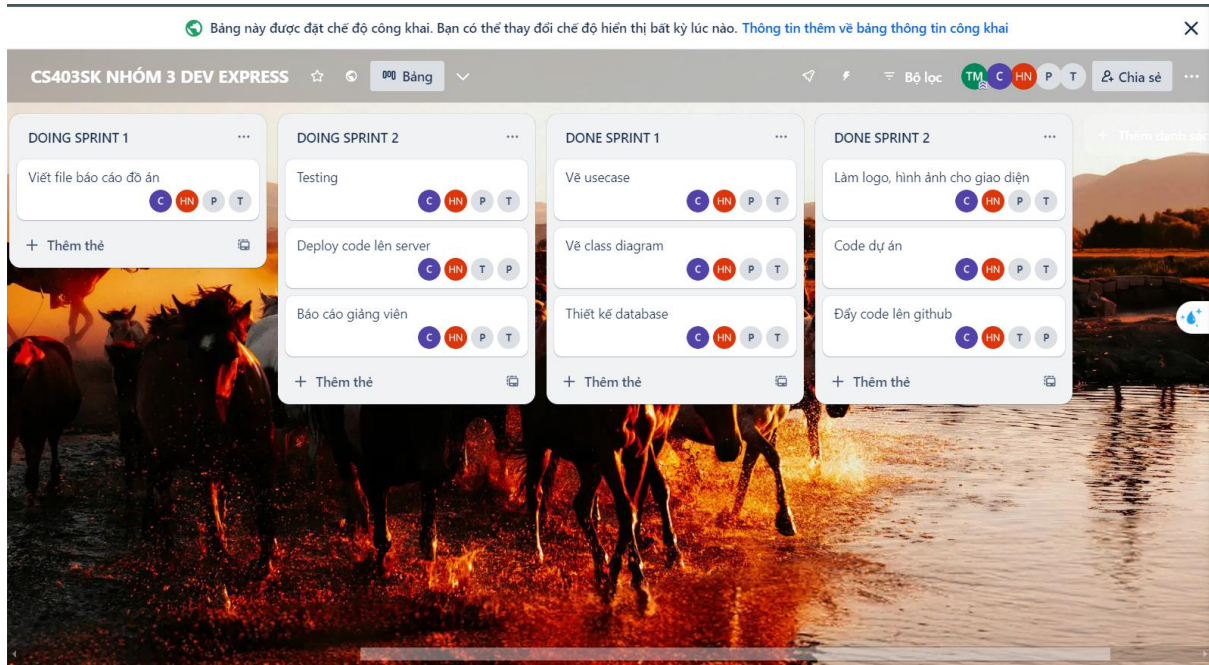 Bảng này được đặt chế độ công khai. Bạn có thể thay đổi chế độ hiển thị bất kỳ lúc nào. Thông tin thêm về bảng thông tin công khai
CS403SK NHÓM 3 DEV EXPRESS
Bảng
Bộ lọc
TM C HN P T
Chia sẻ
DOING SPRINT 1
Viết file báo cáo đồ án
C HN P T
+ Thêm thẻ
DOING SPRINT 2
Testing
C HN P T
Deploy code lên server
C HN T P
Báo cáo giảng viên
C HN P T
+ Thêm thẻ
DONE SPRINT 1
Vẽ usecase
C HN P T
Vẽ class diagram
C HN P T
Thiết kế database
C HN P T
+ Thêm thẻ
DONE SPRINT 2
Làm logo, hình ảnh cho giao diện
C HN P T
Code dự án
C HN P T
Đẩy code lên github
C HN T P
+ Thêm thẻ
+ Thêm danh sác